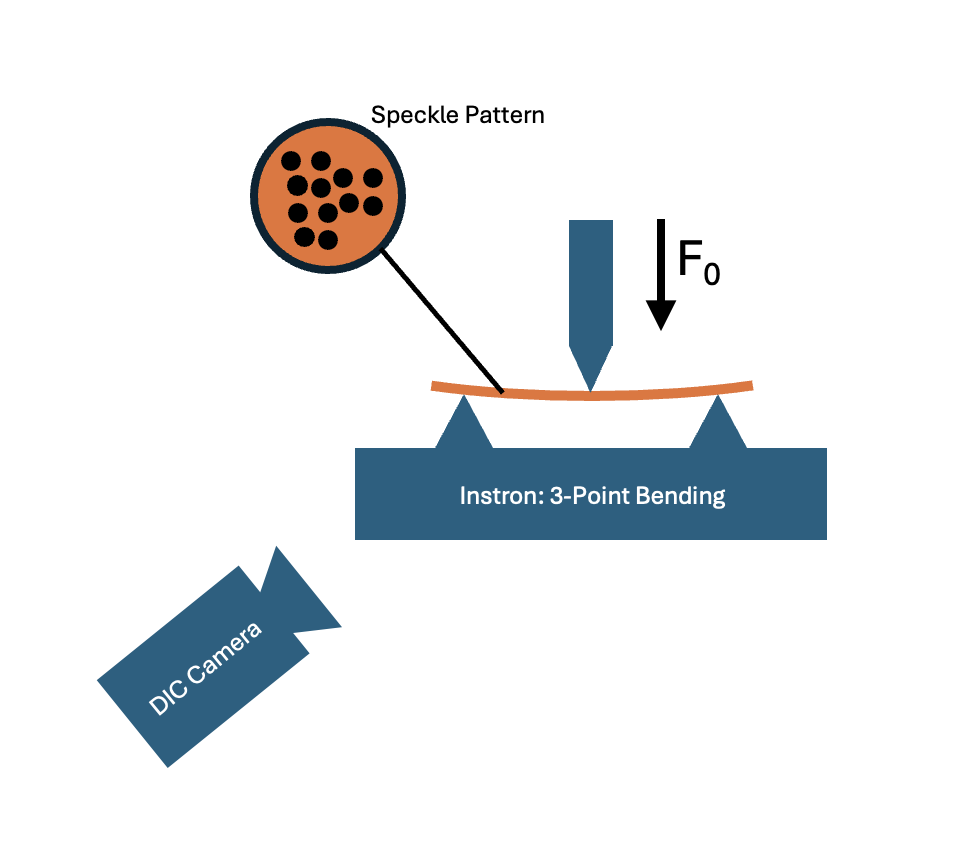 Speckle Pattern
F₀
Instron: 3-Point Bending
DIC Camera